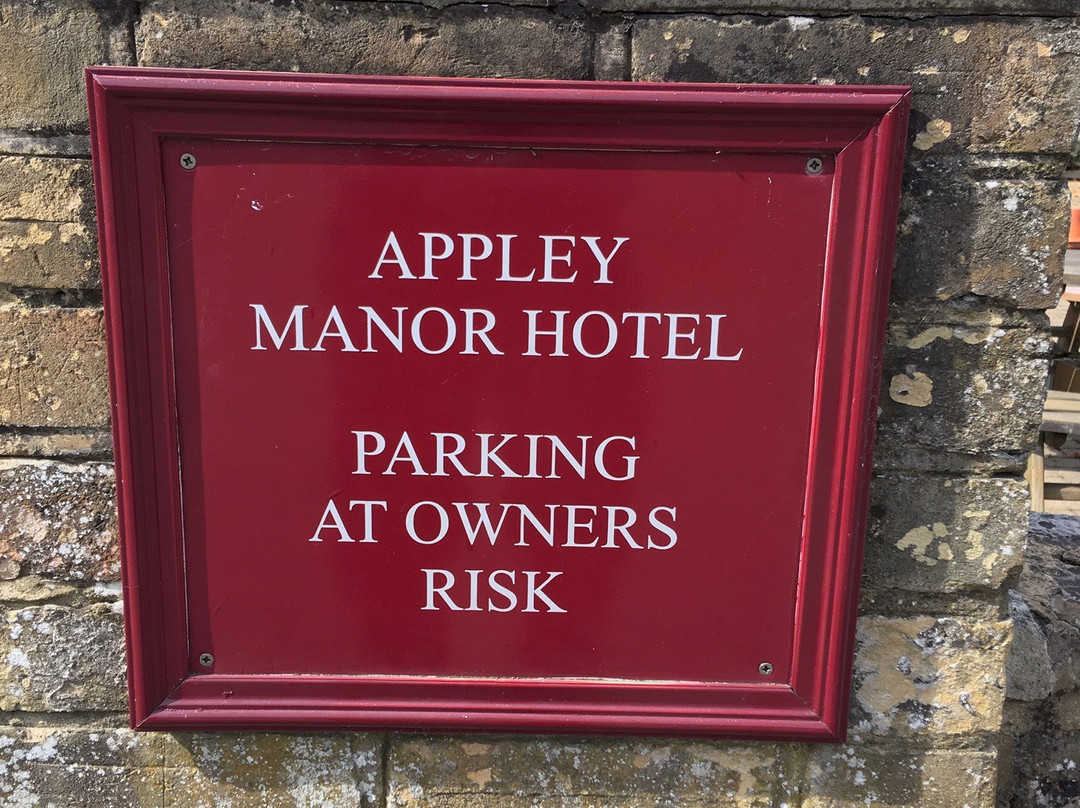 APPLEY
MANOR HOTEL
PARKING
AT OWNERS
RISK